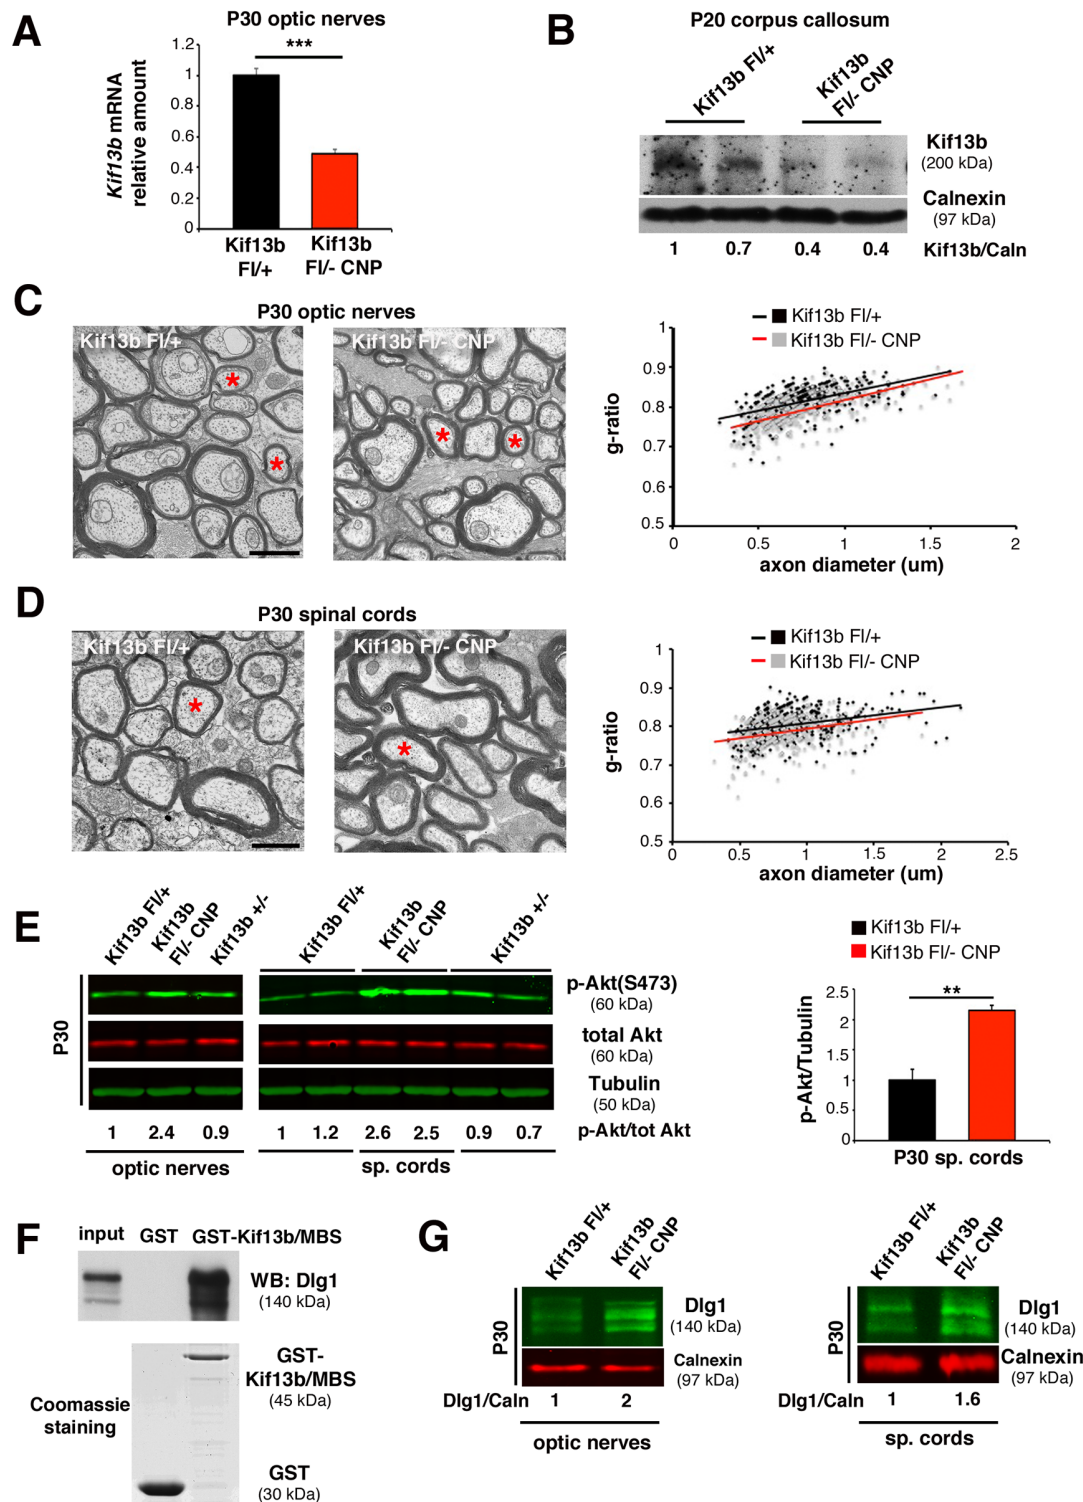 A
P30 optic nerves
Kif13b mRNA
relative amount
1.2
1
0.8
0.6
0.4
0.2
0
***
Kif13b
Fl/+
Kif13b
Fl/- CNP
B
P20 corpus callosum
Kif13b Fl/+
Kif13b
Fl/- CNP
Kif13b
(200 kDa)
Calnexin
(97 kDa)
1 0.7 0.4 0.4 Kif13b/Caln
C
P30 optic nerves
Kif13b Fl/+
Kif13b Fl/- CNP
*
*
*
*
Kif13b Fl/+
Kif13b Fl/- CNP
g-ratio
1
0.9
0.8
0.7
0.6
0.5
0 0.5 1 1.5 2
axon diameter (um)
D
P30 spinal cords
Kif13b Fl/+
Kif13b Fl/- CNP
*
*
Kif13b Fl/+
Kif13b Fl/- CNP
g-ratio
1
0.9
0.8
0.7
0.6
0.5
0 0.5 1 1.5 2 2.5
axon diameter (um)
E
Kif13b Fl/+
Kif13b
Fl/- CNP
Kif13b +/-
Kif13b Fl/+
Kif13b
Fl/- CNP
Kif13b +/-
P30
p-Akt(S473)
(60 kDa)
total Akt
(60 kDa)
Tubulin
(50 kDa)
1 2.4 0.9 1 1.2 2.6 2.5 0.9 0.7 p-Akt/tot Akt
optic nerves
sp. cords
Kif13b Fl/+
Kif13b Fl/- CNP
p-Akt/Tubulin
2.5
2
1.5
1
0.5
0
**
P30 sp. cords
F
input GST GST-Kif13b/MBS
WB: Dlg1
(140 kDa)
GST-
Kif13b/MBS
(45 kDa)
Coomassie
staining
GST
(30 kDa)
G
Kif13b Fl/+
Kif13b
Fl/- CNP
P30
Dlg1
(140 kDa)
Calnexin
(97 kDa)
Dlg1/Caln 1 2
optic nerves
Kif13b Fl/+
Kif13b
Fl/- CNP
P30
Dlg1
(140 kDa)
Calnexin
(97 kDa)
Dlg1/Caln 1 1.6
sp. cords